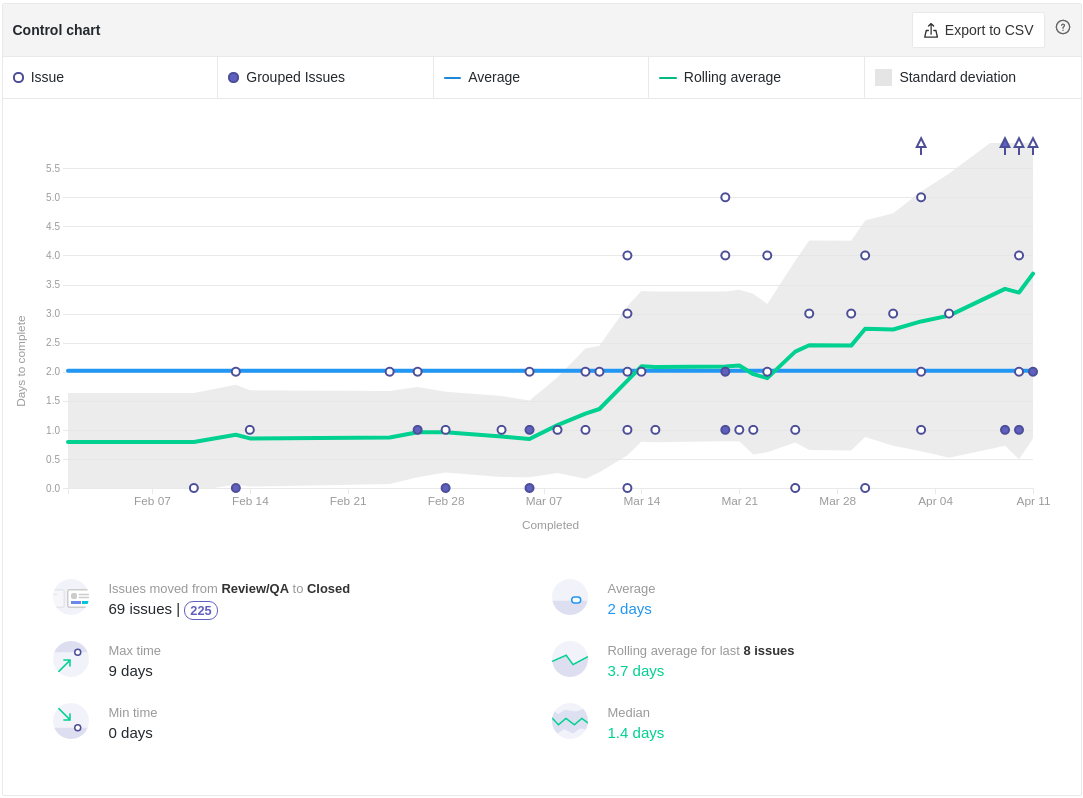 Control chart
Export to CSV
Issue
Grouped Issues
Average
Rolling average
Standard deviation
5.5
5.0
4.5
4.0
3.5
3.0
2.5
2.0
1.5
1.0
0.5
0.0
Days to complete
Feb 07 Feb 14 Feb 21 Feb 28 Mar 07 Mar 14 Mar 21 Mar 28 Apr 04 Apr 11
Completed
Issues moved from Review/QA to Closed
69 issues | 225
Average
2 days
Max time
9 days
Rolling average for last 8 issues
3.7 days
Min time
0 days
Median
1.4 days